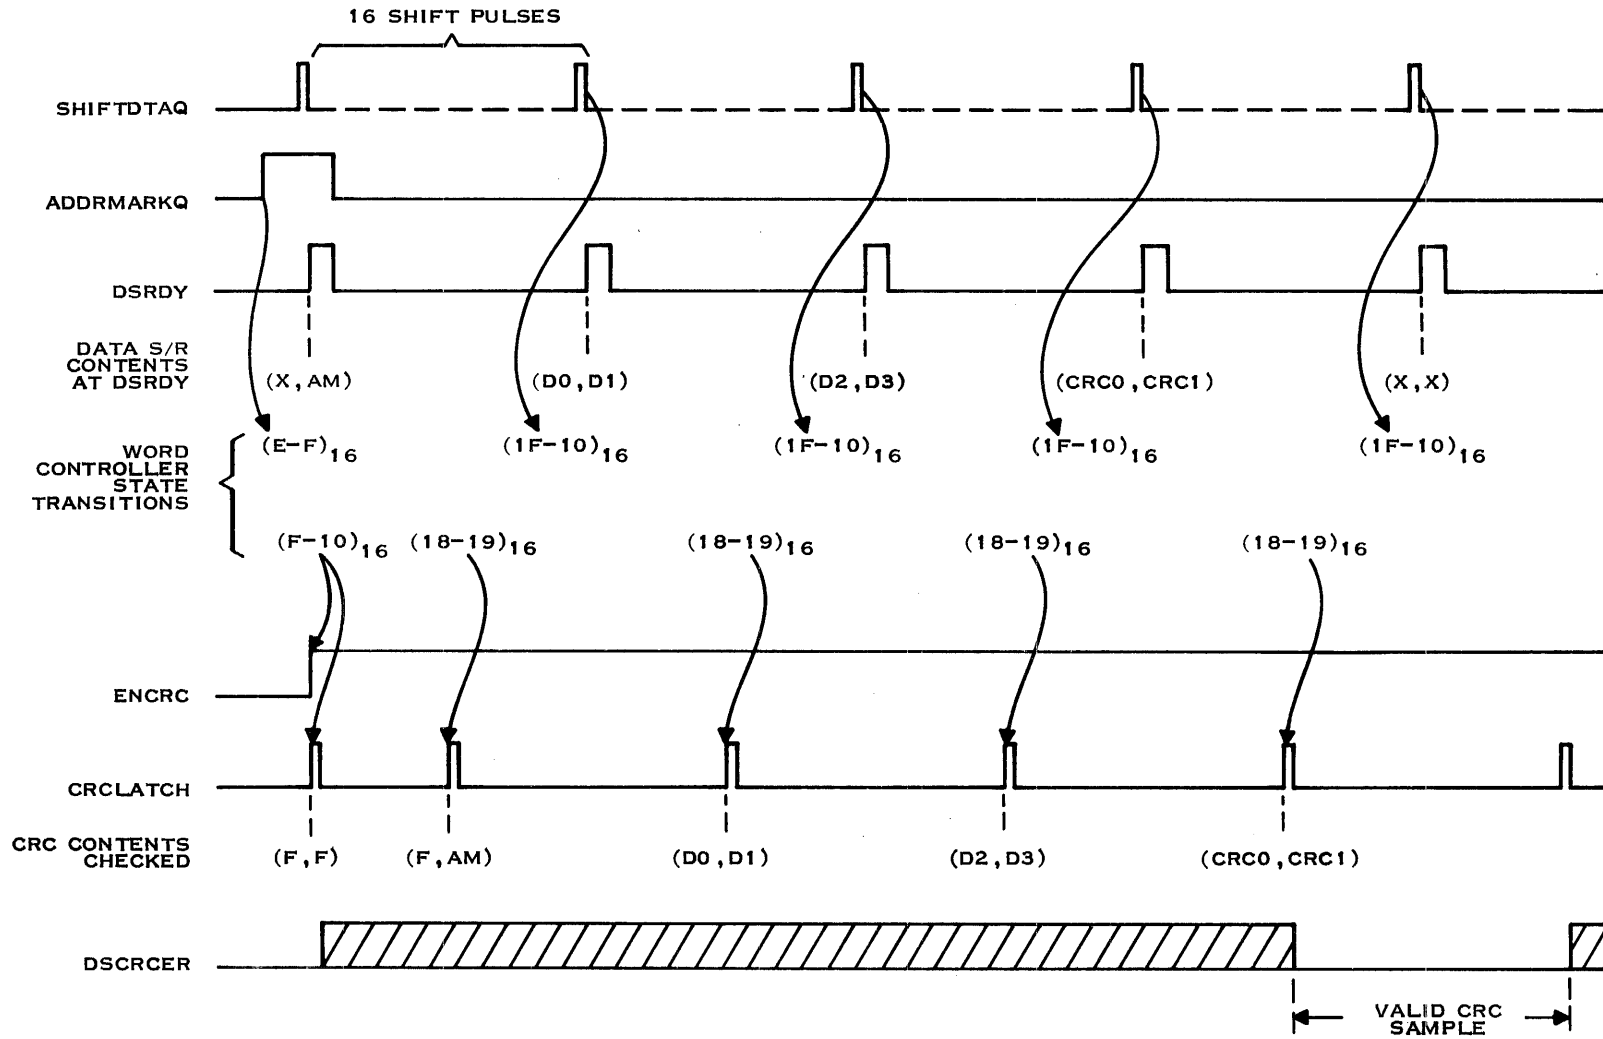 16 SHIFT PULSES
SHIFTDTAQ
ADDRMARKQ
DSRDY
DATA S/R
CONTENTS
AT DSRDY
(X,AM) (D0,D1) (D2,D3) (CRC0,CRC1) (X,X)
WORD
CONTROLLER
STATE
TRANSITIONS
(E-F)16 (1F-10)16 (1F-10)16 (1F-10)16 (1F-10)16
(F-10)16 (18-19)16 (18-19)16 (18-19)16 (18-19)16
ENCRC
CRCLATCH
CRC CONTENTS
CHECKED
(F,F) (F,AM) (D0,D1) (D2,D3) (CRC0,CRC1)
DSCRCER
VALID CRC
SAMPLE